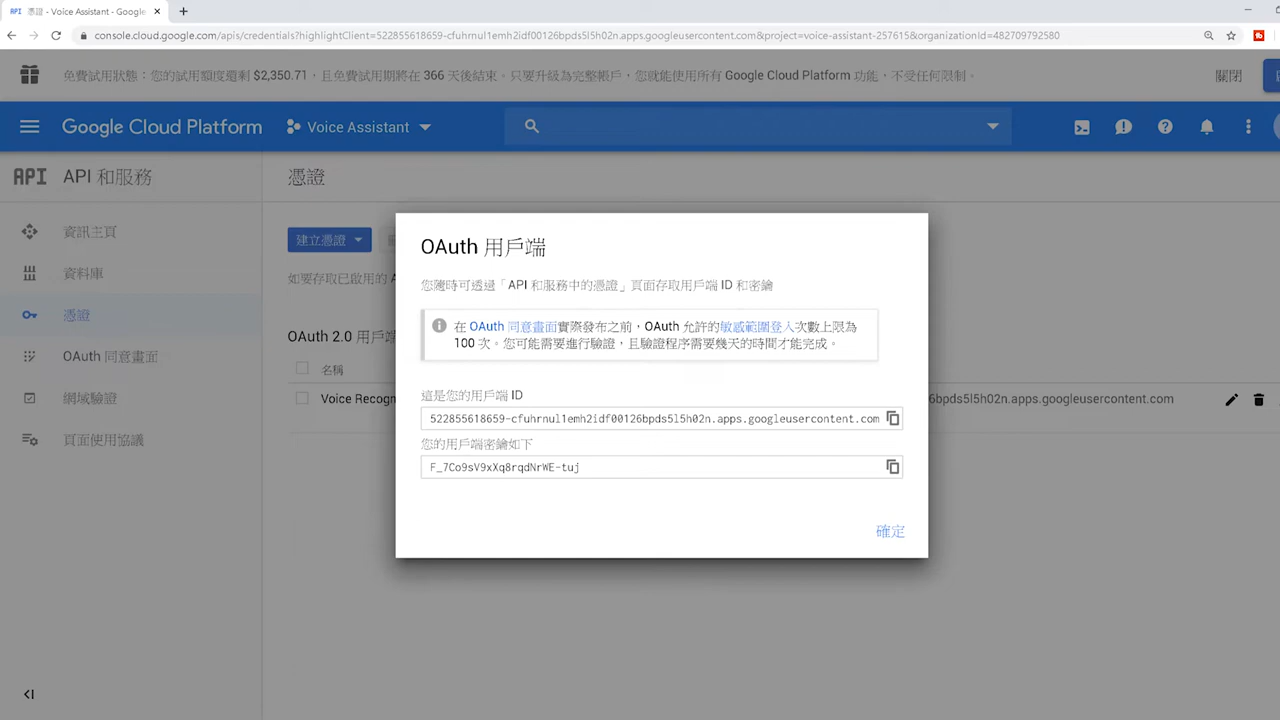 API 憑證 - Voice Assistant - Google
console.cloud.google.com/apis/credentials?highlightClient=522855618659-cfuhrnul1emh2idf00126bpds5l5h02n.apps.googleusercontent.com&project=voice-assistant-257615&organizationId=482709792580
免費試用狀態：您的試用額度還剩 $2,350.71，且免費試用期將在 366 天後結束。只要升級為完整帳戶，您就能使用所有 Google Cloud Platform 功能，不受任何限制。
關閉
Google Cloud Platform
Voice Assistant
API API 和服務
憑證
資訊主頁
建立憑證
資料庫
如要存取已啟用的 A
憑證
OAuth 2.0 用戶端
OAuth 同意畫面
名稱
網域驗證
Voice Recogn
6bpds5l5h02n.apps.googleusercontent.com
頁面使用協議
OAuth 用戶端
您隨時可透過「API 和服務中的憑證」頁面存取用戶端 ID 和密鑰
在 OAuth 同意畫面實際發布之前，OAuth 允許的敏感範圍登入次數上限為
100 次。您可能需要進行驗證，且驗證程序需要幾天的時間才能完成。
這是您的用戶端 ID
522855618659-cfuhrnul1emh2idf00126bpds5l5h02n.apps.googleusercontent.com
您的用戶端密鑰如下
F_7Co9sV9xXq8rqdNrWE-tuj
確定